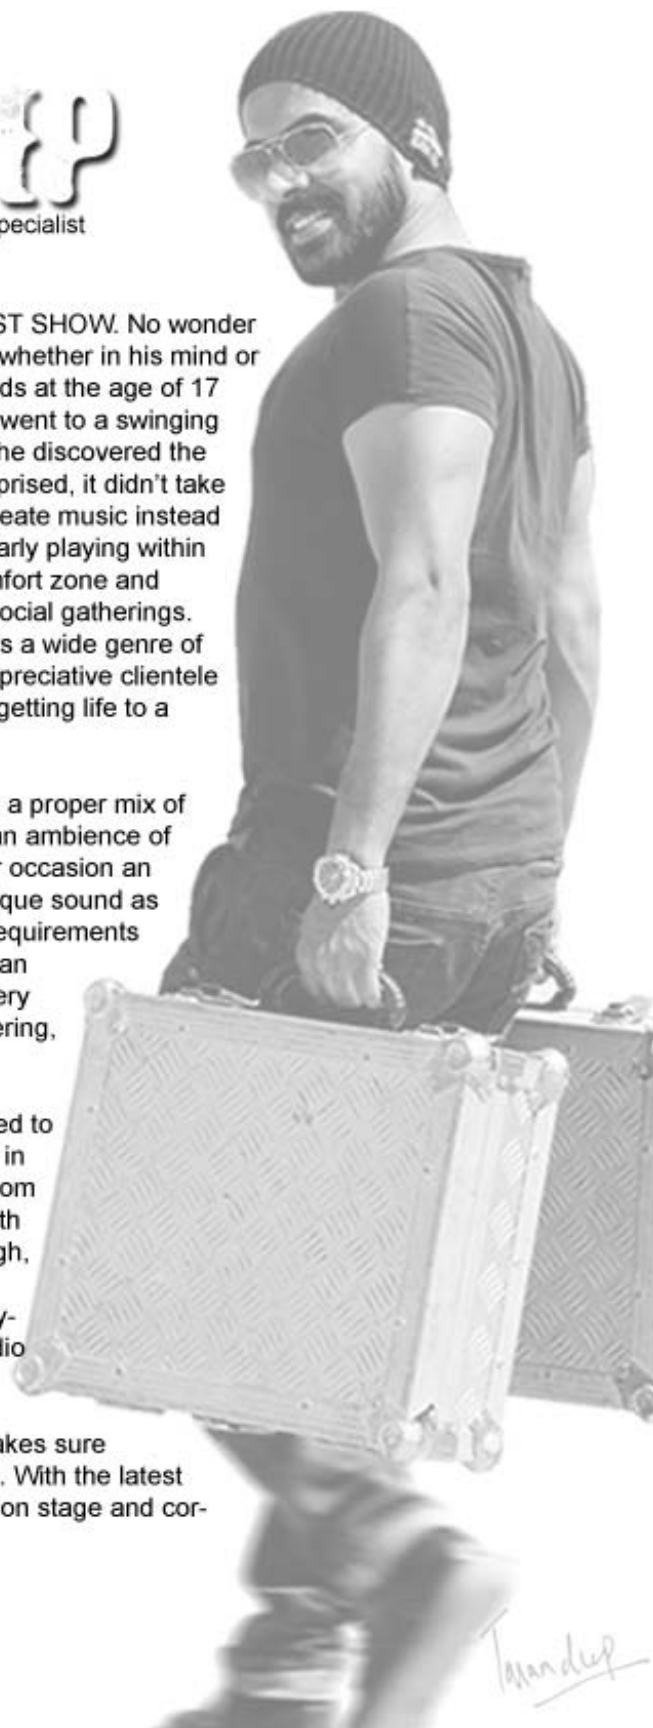 EP
pecialist
ST SHOW. No wonder
whether in his mind or
ds at the age of 17
went to a swinging
he discovered the
prised, it didn't take
eate music instead
arly playing within
nfort zone and
ocial gatherings.
s a wide genre of
preciative clientele
getting life to a
a proper mix of
an ambience of
r occasion an
que sound as
equirements
an
ery
ering,
ed to
in
om
th
gh,
y-
dio
akes sure
. With the latest
on stage and cor-
Tarandeep